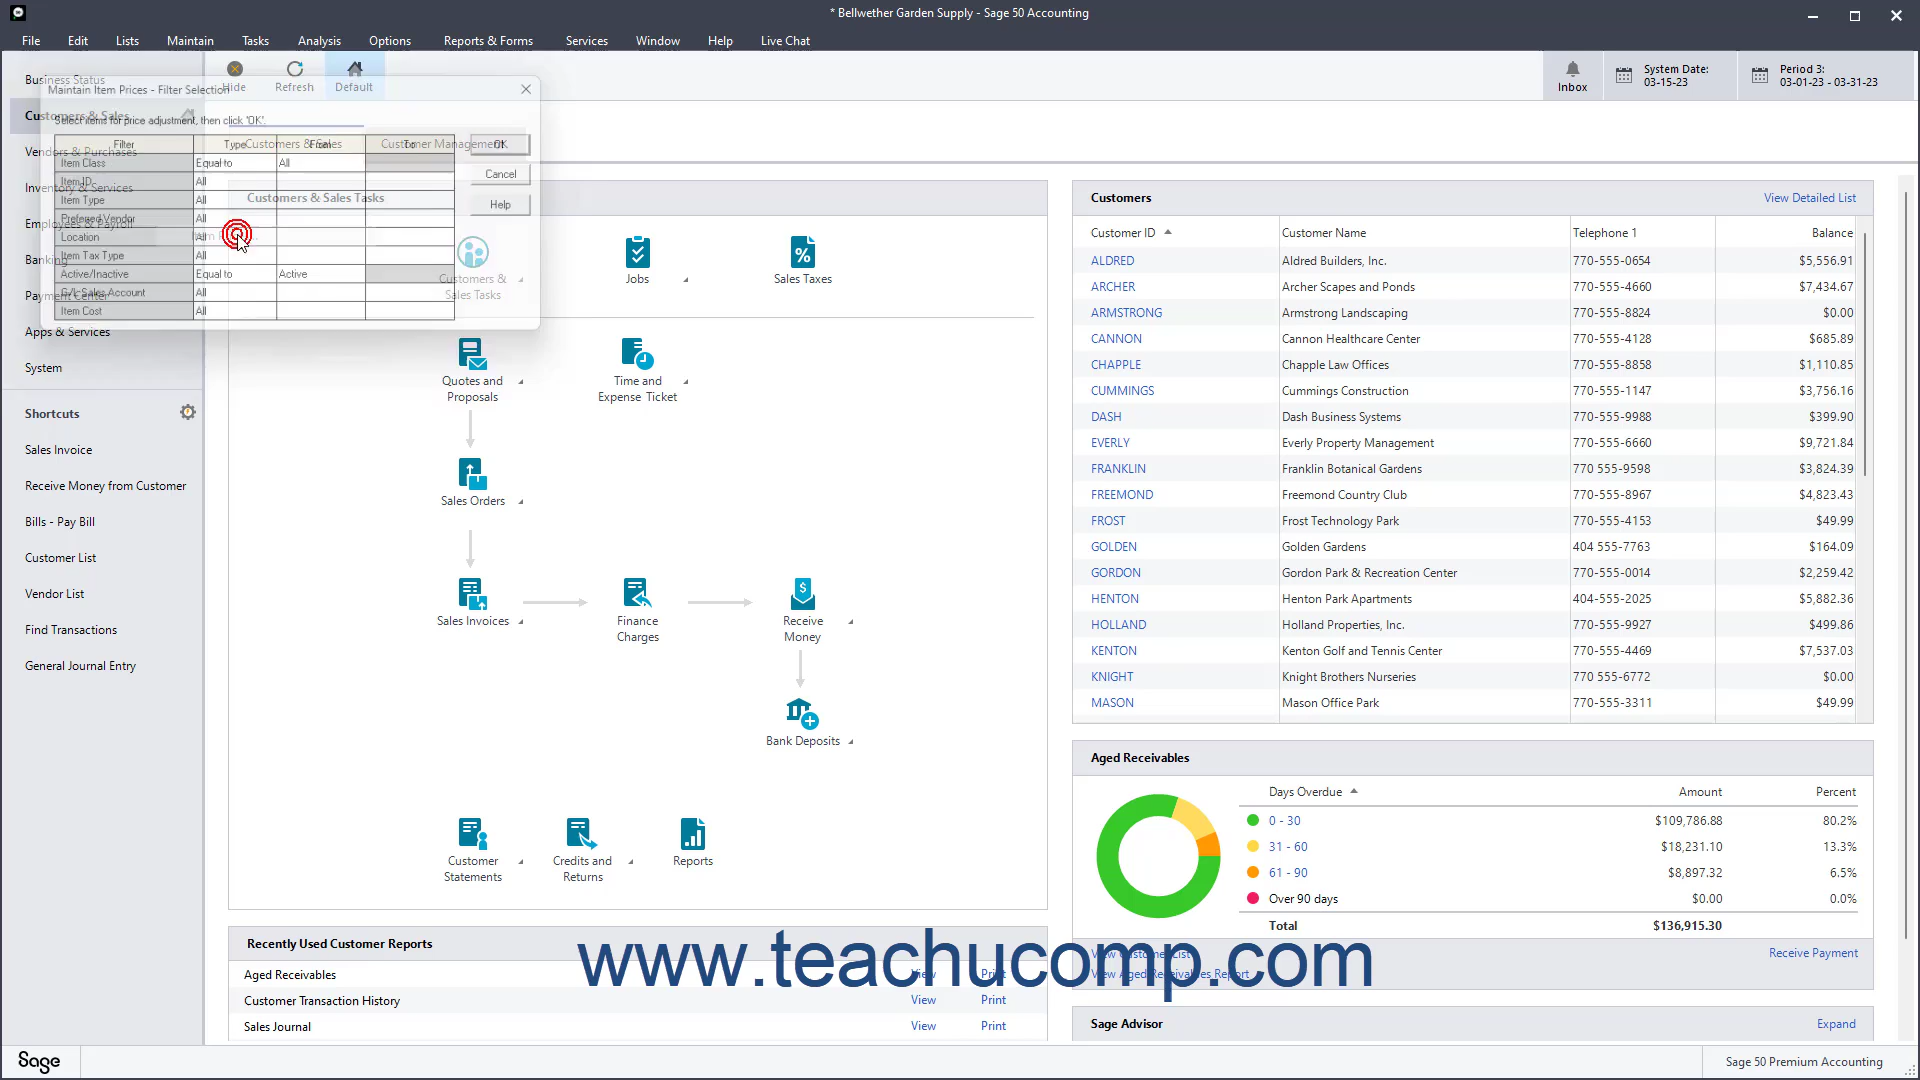 * Bellwether Garden Supply - Sage 50 Accounting
File Edit Lists Maintain Tasks Analysis Options Reports & Forms Services Window Help Live Chat
Business Status
Customers & Sales
Vendors & Purchases
Inventory & Services
Employees & Payroll
Banking
Payment Center
Apps & Services
System
Shortcuts
Sales Invoice
Receive Money from Customer
Bills - Pay Bill
Customer List
Vendor List
Find Transactions
General Journal Entry
Hide Refresh Default
Inbox
System Date:
03-15-23
Period 3:
03-01-23 - 03-31-23
Maintain Item Prices - Filter Selection
Select items for price adjustment, then click 'OK'.
Filter Type From To
Item Class Equal to All
Item ID All
Item Type All
Preferred Vendor All
Location All
Item Tax Type All
Active/Inactive Equal to Active
G/L Sales Account All
Item Cost All
OK
Cancel
Help
Customers & Sales Customer Management
Customers & Sales Tasks
Customers &
Sales Tasks
Jobs
Sales Taxes
Quotes and
Proposals
Time and
Expense Ticket
Sales Orders
Sales Invoices
Finance
Charges
Receive
Money
Bank Deposits
Customer
Statements
Credits and
Returns
Reports
Recently Used Customer Reports
Aged Receivables View Print
Customer Transaction History View Print
Sales Journal View Print
Customers View Detailed List
Customer ID Customer Name Telephone 1 Balance
ALDRED Aldred Builders, Inc. 770-555-0654 $5,556.91
ARCHER Archer Scapes and Ponds 770-555-4660 $7,434.67
ARMSTRONG Armstrong Landscaping 770-555-8824 $0.00
CANNON Cannon Healthcare Center 770-555-4128 $685.89
CHAPPLE Chapple Law Offices 770-555-8858 $1,110.85
CUMMINGS Cummings Construction 770-555-1147 $3,756.16
DASH Dash Business Systems 770-555-9988 $399.90
EVERLY Everly Property Management 770-555-6660 $9,721.84
FRANKLIN Franklin Botanical Gardens 770 555-9598 $3,824.39
FREEMOND Freemond Country Club 770-555-8967 $4,823.43
FROST Frost Technology Park 770-555-4153 $49.99
GOLDEN Golden Gardens 404 555-7763 $164.09
GORDON Gordon Park & Recreation Center 770-555-0014 $2,259.42
HENTON Henton Park Apartments 404-555-2025 $5,882.36
HOLLAND Holland Properties, Inc. 770-555-9927 $499.86
KENTON Kenton Golf and Tennis Center 770-555-4469 $7,537.03
KNIGHT Knight Brothers Nurseries 770 555-6772 $0.00
MASON Mason Office Park 770-555-3311 $49.99
Aged Receivables
Days Overdue Amount Percent
0 - 30 $109,786.88 80.2%
31 - 60 $18,231.10 13.3%
61 - 90 $8,897.32 6.5%
Over 90 days $0.00 0.0%
Total $136,915.30
View Customer List Receive Payment
View Aged Receivables Report
Sage Advisor Expand
www.teachucomp.com
Sage
Sage 50 Premium Accounting